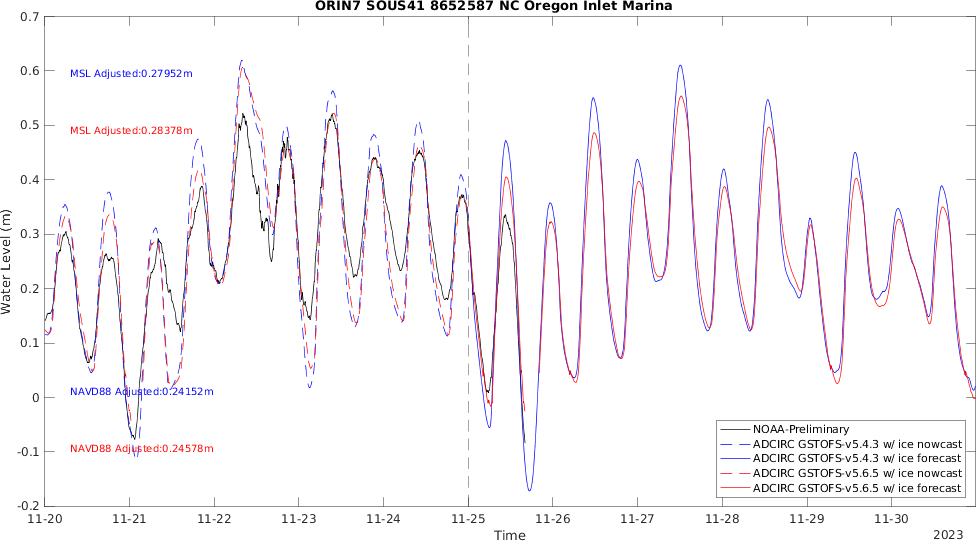 ORIN7 SOUS41 8652587 NC Oregon Inlet Marina
0.7
0.6
0.5
0.4
0.3
0.2
0.1
0
-0.1
-0.2
Water Level (m)
MSL Adjusted:0.27952m
MSL Adjusted:0.28378m
NAVD88 Adjusted:0.24152m
NAVD88 Adjusted:0.24578m
NOAA-Preliminary
ADCIRC GSTOFS-v5.4.3 w/ ice nowcast
ADCIRC GSTOFS-v5.4.3 w/ ice forecast
ADCIRC GSTOFS-v5.6.5 w/ ice nowcast
ADCIRC GSTOFS-v5.6.5 w/ ice forecast
11-20 11-21 11-22 11-23 11-24 11-25 11-26 11-27 11-28 11-29 11-30
Time
2023